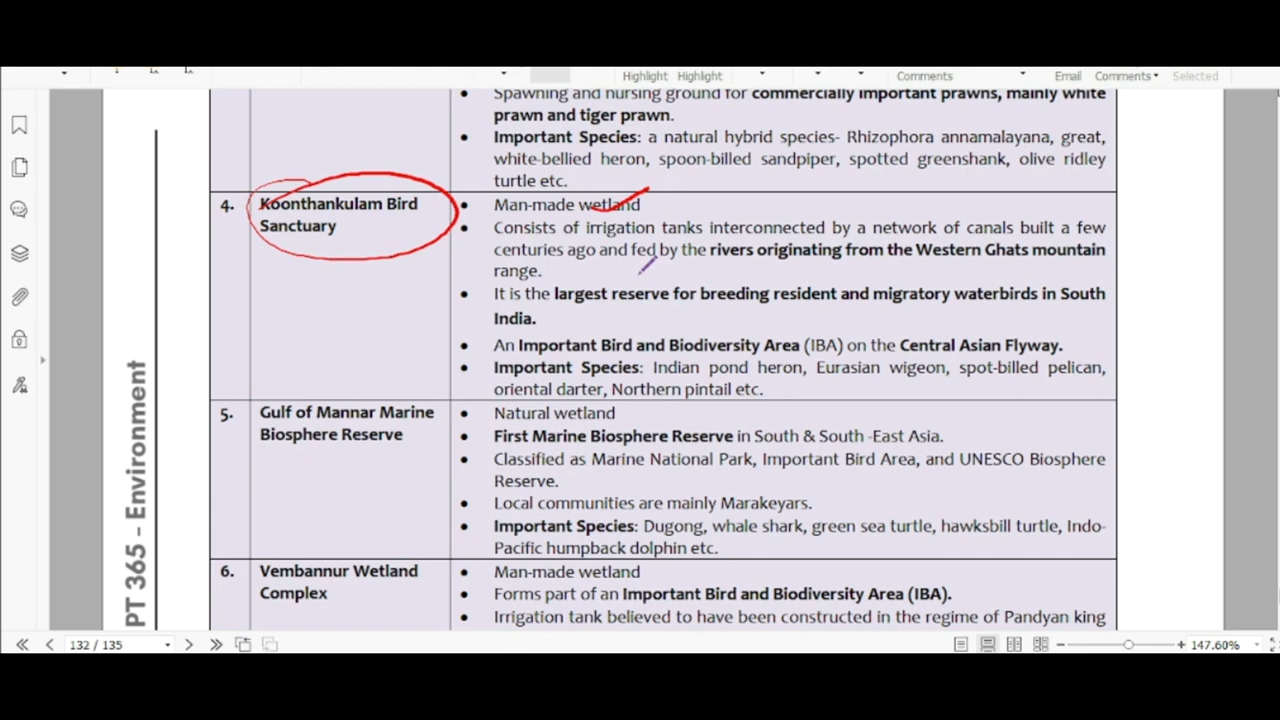 Highlight Highlight Comments Email Comments Selected
• Spawning and nursing ground for commercially important prawns, mainly white
prawn and tiger prawn.
• Important Species: a natural hybrid species- Rhizophora annamalayana, great,
white-bellied heron, spoon-billed sandpiper, spotted greenshank, olive ridley
turtle etc.
4. Koonthankulam Bird
Sanctuary
• Man-made wetland
• Consists of irrigation tanks interconnected by a network of canals built a few
centuries ago and fed by the rivers originating from the Western Ghats mountain
range.
• It is the largest reserve for breeding resident and migratory waterbirds in South
India.
• An Important Bird and Biodiversity Area (IBA) on the Central Asian Flyway.
• Important Species: Indian pond heron, Eurasian wigeon, spot-billed pelican,
oriental darter, Northern pintail etc.
5. Gulf of Mannar Marine
Biosphere Reserve
• Natural wetland
• First Marine Biosphere Reserve in South & South -East Asia.
• Classified as Marine National Park, Important Bird Area, and UNESCO Biosphere
Reserve.
• Local communities are mainly Marakeyars.
• Important Species: Dugong, whale shark, green sea turtle, hawksbill turtle, Indo-
Pacific humpback dolphin etc.
6. Vembannur Wetland
Complex
• Man-made wetland
• Forms part of an Important Bird and Biodiversity Area (IBA).
• Irrigation tank believed to have been constructed in the regime of Pandyan king
PT 365 - Environment
132 / 135
147.60%